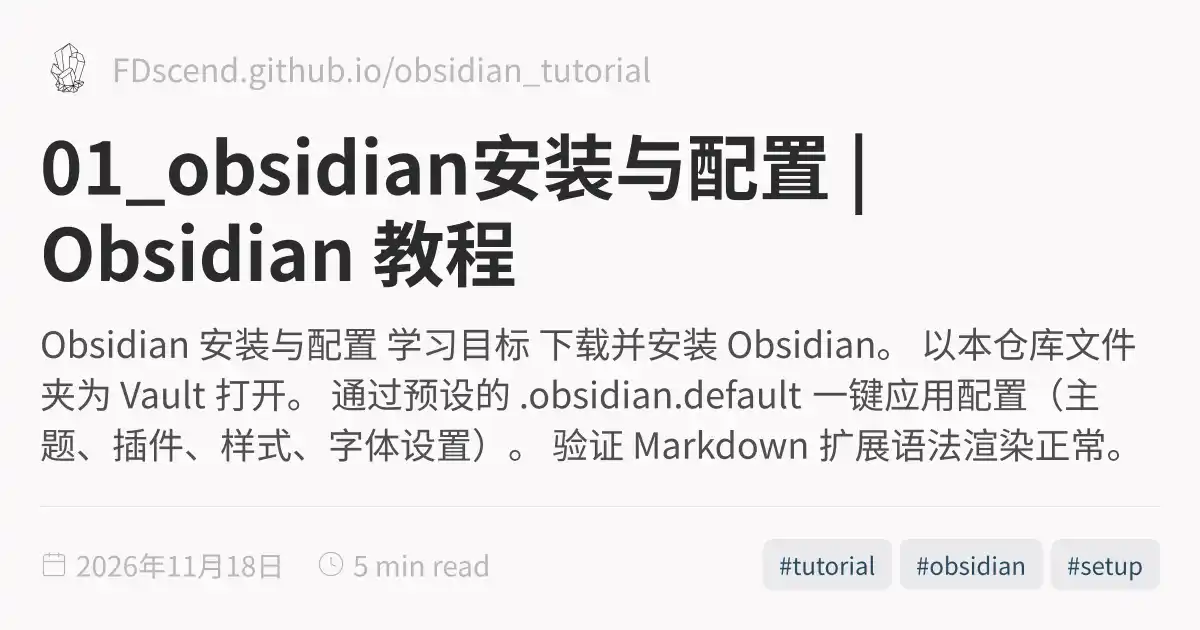 FDscend.github.io/obsidian_tutorial
01_obsidian安装与配置 |
Obsidian 教程
Obsidian 安装与配置 学习目标 下载并安装 Obsidian。 以本仓库文件
夹为 Vault 打开。 通过预设的 .obsidian.default 一键应用配置（主
题、插件、样式、字体设置）。 验证 Markdown 扩展语法渲染正常。
2026年11月18日 5 min read #tutorial #obsidian #setup